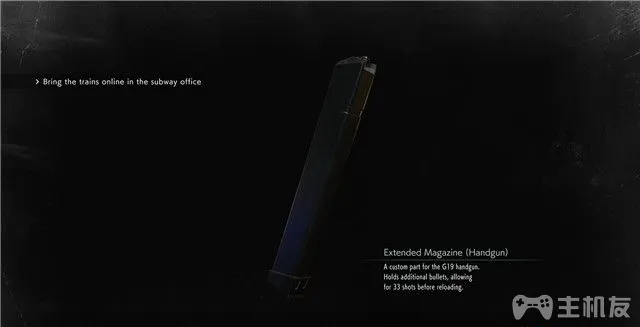 > Bring the trains online in the subway office
Extended Magazine (Handgun)
A custom part for the G19 handgun.
Holds additional bullets, allowing
for 33 shots before reloading.
主机友